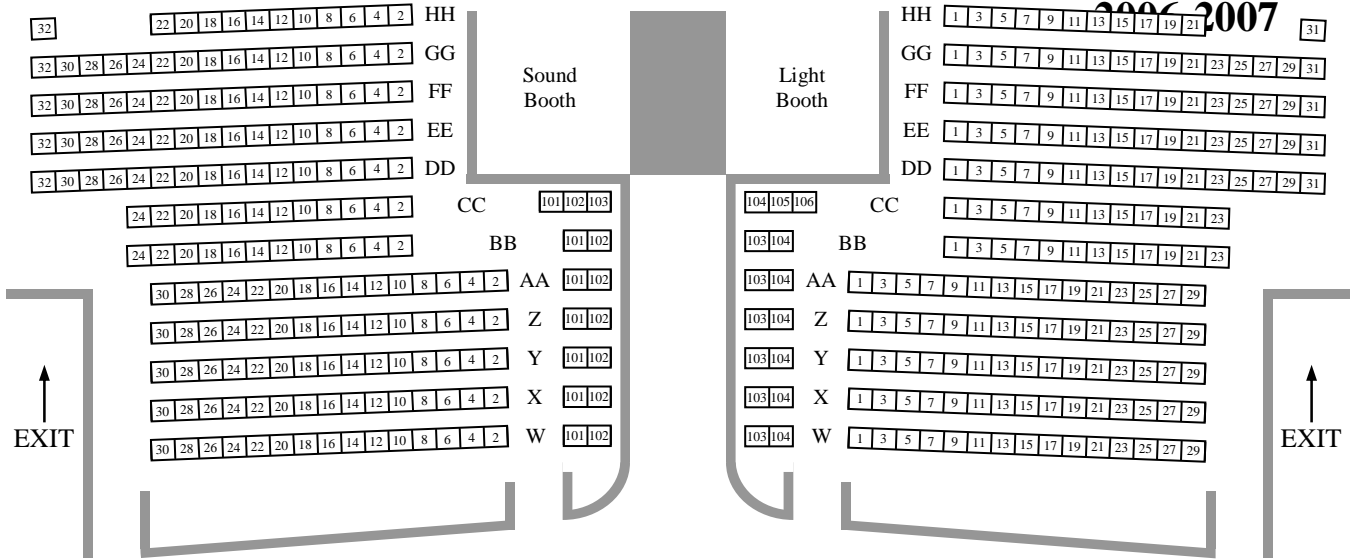 2006-2007
32 22 20 18 16 14 12 10 8 6 4 2 HH HH 1 3 5 7 9 11 13 15 17 19 21 31
32 30 28 26 24 22 20 18 16 14 12 10 8 6 4 2 GG GG 1 3 5 7 9 11 13 15 17 19 21 23 25 27 29 31
Sound Booth
Light Booth
32 30 28 26 24 22 20 18 16 14 12 10 8 6 4 2 FF FF 1 3 5 7 9 11 13 15 17 19 21 23 25 27 29 31
32 30 28 26 24 22 20 18 16 14 12 10 8 6 4 2 EE EE 1 3 5 7 9 11 13 15 17 19 21 23 25 27 29 31
32 30 28 26 24 22 20 18 16 14 12 10 8 6 4 2 DD DD 1 3 5 7 9 11 13 15 17 19 21 23 25 27 29 31
24 22 20 18 16 14 12 10 8 6 4 2 CC 101 102 103 104 105 106 CC 1 3 5 7 9 11 13 15 17 19 21 23
24 22 20 18 16 14 12 10 8 6 4 2 BB 101 102 103 104 BB 1 3 5 7 9 11 13 15 17 19 21 23
30 28 26 24 22 20 18 16 14 12 10 8 6 4 2 AA 101 102 103 104 AA 1 3 5 7 9 11 13 15 17 19 21 23 25 27 29
30 28 26 24 22 20 18 16 14 12 10 8 6 4 2 Z 101 102 103 104 Z 1 3 5 7 9 11 13 15 17 19 21 23 25 27 29
30 28 26 24 22 20 18 16 14 12 10 8 6 4 2 Y 101 102 103 104 Y 1 3 5 7 9 11 13 15 17 19 21 23 25 27 29
30 28 26 24 22 20 18 16 14 12 10 8 6 4 2 X 101 102 103 104 X 1 3 5 7 9 11 13 15 17 19 21 23 25 27 29
30 28 26 24 22 20 18 16 14 12 10 8 6 4 2 W 101 102 103 104 W 1 3 5 7 9 11 13 15 17 19 21 23 25 27 29
EXIT
EXIT